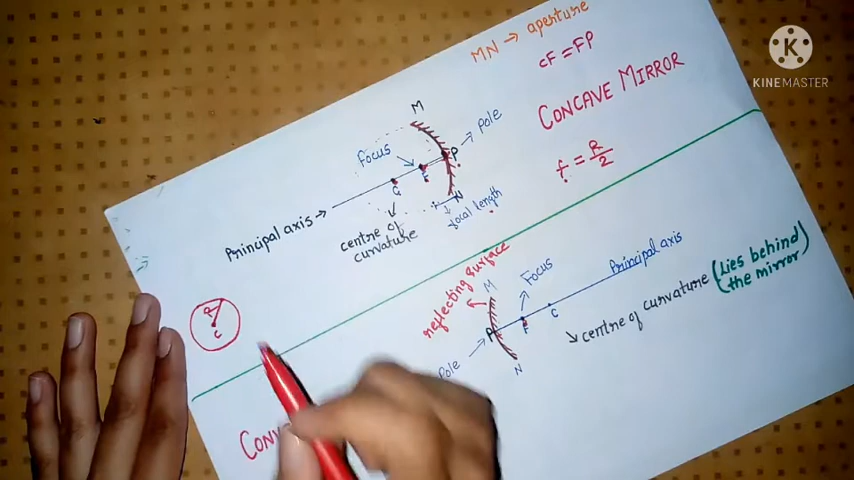 MN → aperture
CF = FP
CONCAVE MIRROR
f = R/2
M
Pole
Focus
P
C
F
N
focal length
Principal axis →
centre of
curvature
R
C
reflecting surface
M
Focus
Principal axis
P
F
C
N
Pole
centre of curvature (Lies behind
the mirror)
CONV
K
KINEMASTER